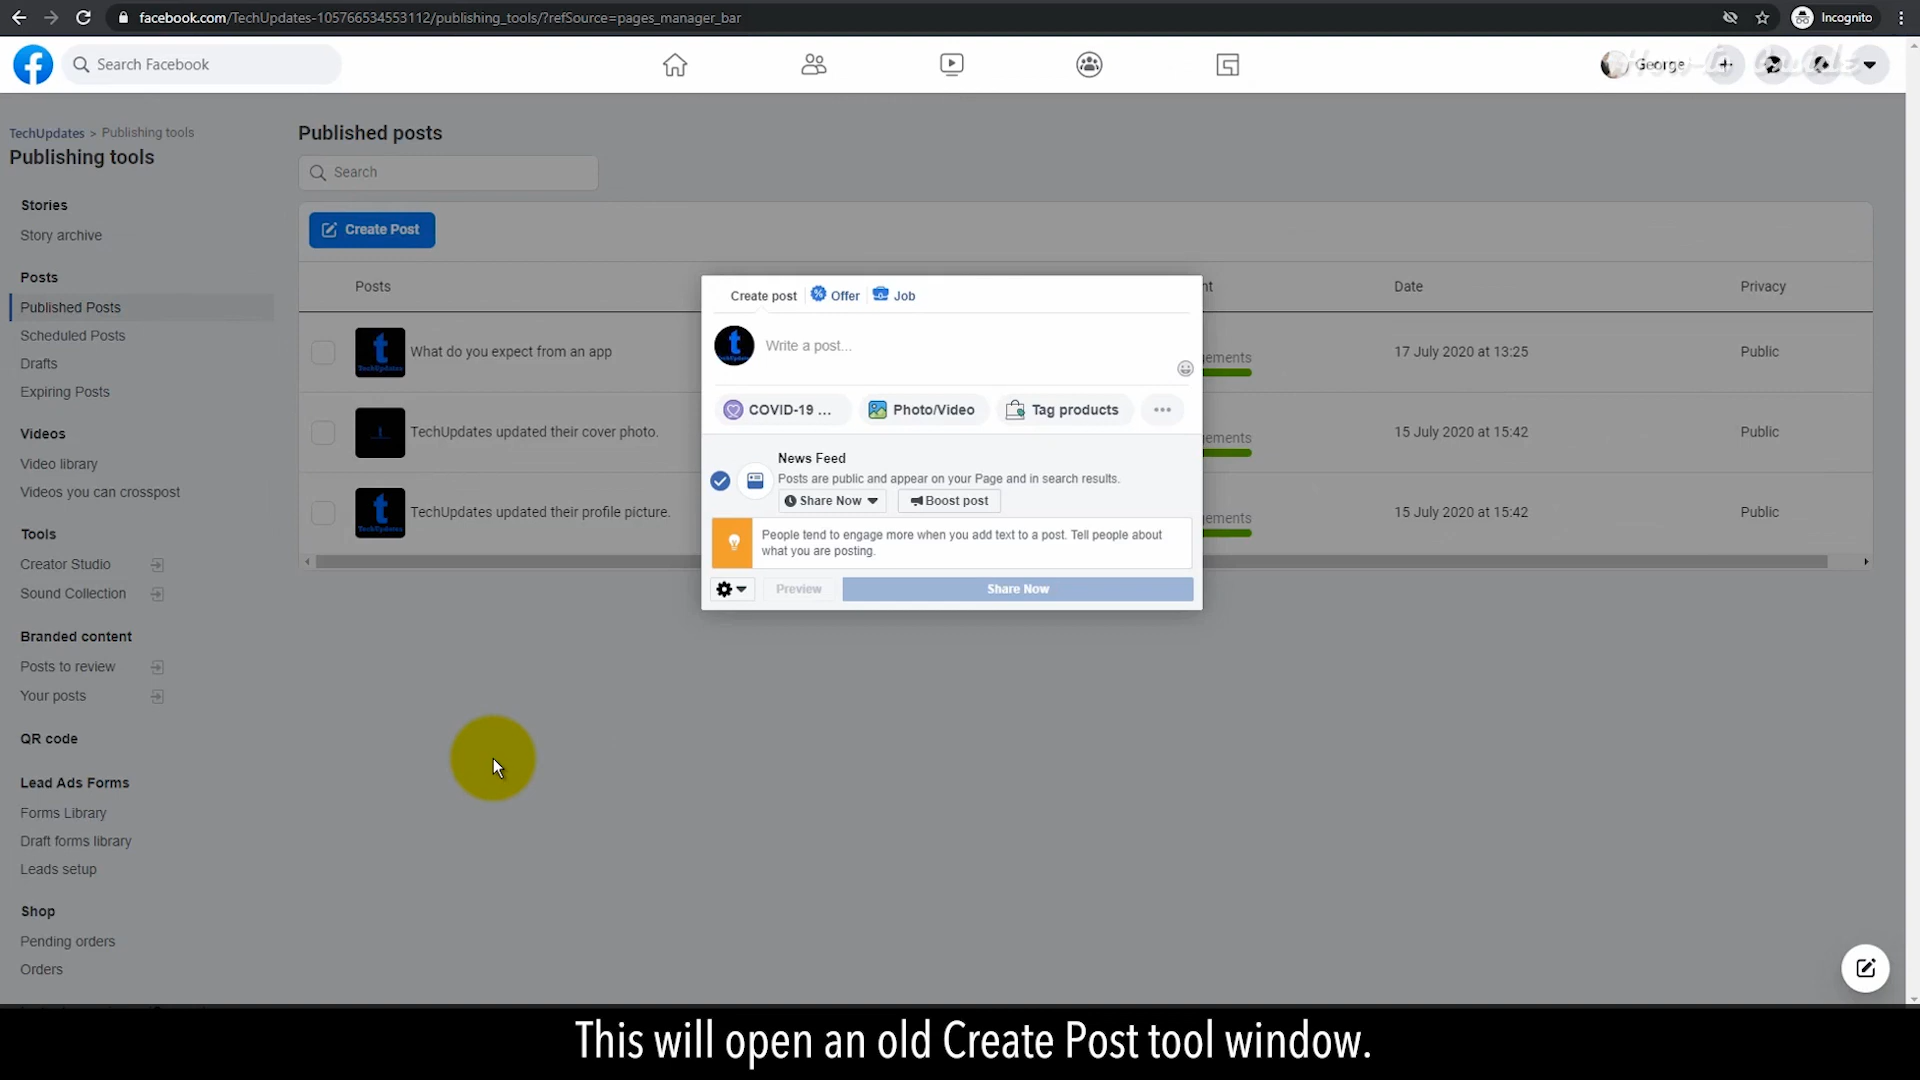 facebook.com/TechUpdates-105766534553112/publishing_tools/?refSource=pages_manager_bar
Incognito
Search Facebook
George
TechUpdates > Publishing tools
Publishing tools
Stories
Story archive
Posts
Published Posts
Scheduled Posts
Drafts
Expiring Posts
Videos
Video library
Videos you can crosspost
Tools
Creator Studio
Sound Collection
Branded content
Posts to review
Your posts
QR code
Lead Ads Forms
Forms Library
Draft forms library
Leads setup
Shop
Pending orders
Orders
Published posts
Search
Create Post
Posts
Date
Privacy
What do you expect from an app
17 July 2020 at 13:25
Public
TechUpdates updated their cover photo.
15 July 2020 at 15:42
Public
TechUpdates updated their profile picture.
15 July 2020 at 15:42
Public
Create post
Offer
Job
Write a post...
COVID-19 ...
Photo/Video
Tag products
News Feed
Posts are public and appear on your Page and in search results.
Share Now
Boost post
People tend to engage more when you add text to a post. Tell people about
what you are posting.
Preview
Share Now
This will open an old Create Post tool window.